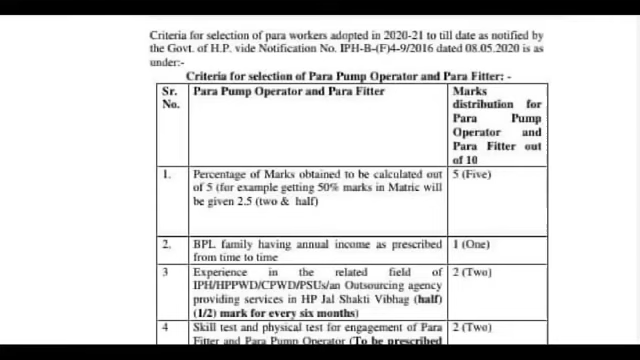 Criteria for selection of para workers adopted in 2020-21 to till date as notified by
the Govt. of H.P. vide Notification No. IPH-B-(F)4-9/2016 dated 08.05.2020 is as
under:-
Criteria for selection of Para Pump Operator and Para Fitter: -
Sr. No.
Para Pump Operator and Para Fitter
Marks
distribution for
Para Pump
Operator and
Para Fitter out
of 10
1.
Percentage of Marks obtained to be calculated out
of 5 (for example getting 50% marks in Matric will
be given 2.5 (two & half)
5 (Five)
2.
BPL family having annual income as prescribed
from time to time
1 (One)
3
Experience in the related field of
IPH/HPPWD/CPWD/PSUs/an Outsourcing agency
providing services in HP Jal Shakti Vibhag (half)
(1/2) mark for every six months)
2 (Two)
4
Skill test and physical test for engagement of Para
Fitter and Para Pump Operator (To be prescribed
2 (Two)